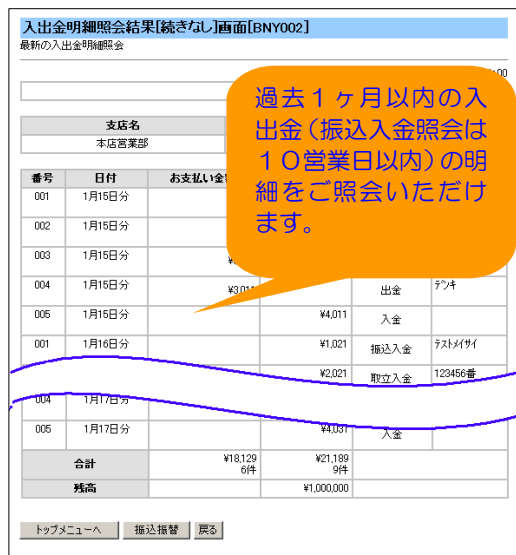 入出金明細照会結果[続きなし]画面[BNY002]
最新の入出金明細照会
過去１ヶ月以内の入
出金（振込入金照会は
１０営業日以内）の明
細をご照会いただけ
ます。
支店名
本店営業部
番号 日付 お支払い金
001 1月15日分
002 1月15日分
003 1月15日分
004 1月15日分 出金 デンキ
005 1月15日分 ¥4,011 入金
001 1月16日分 ¥1,021 振込入金 テストメイサイ
¥2,021 取立入金 123456番
004 1月17日分
005 1月17日分 ¥4,031 入金
合計 ¥18,129 ¥21,189
6件 9件
残高 ¥1,000,000
トップメニューへ 振込振替 戻る